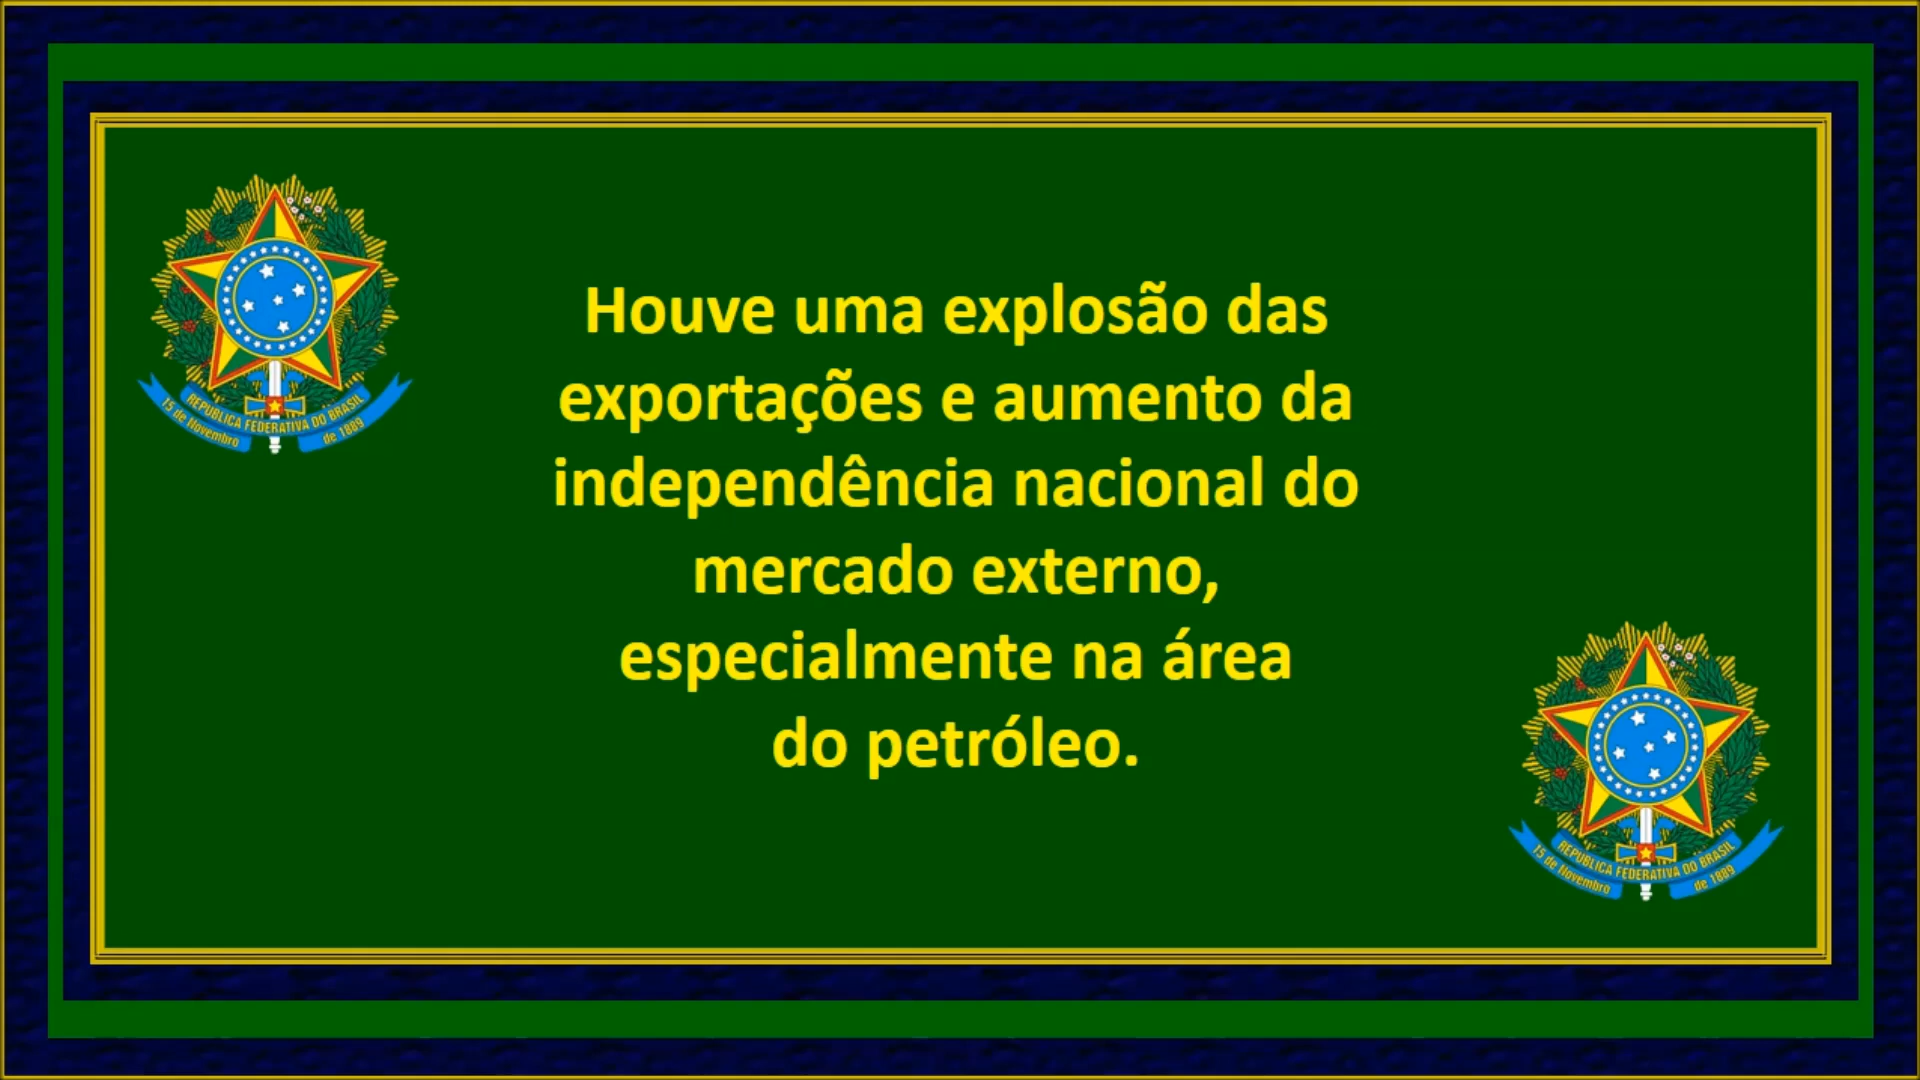 Houve uma explosão das
exportações e aumento da
independência nacional do
mercado externo,
especialmente na área
do petróleo.
REPÚBLICA FEDERATIVA DO BRASIL
15 de Novembro de 1889
REPÚBLICA FEDERATIVA DO BRASIL
15 de Novembro de 1889